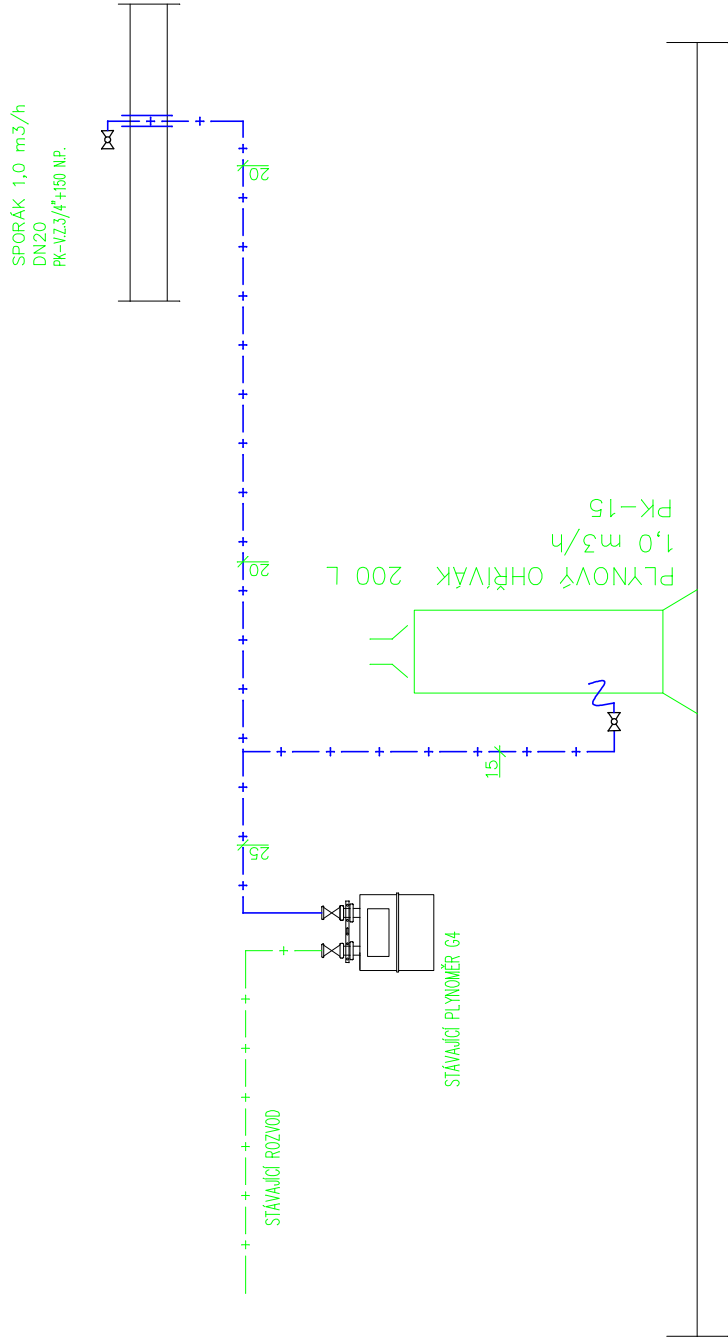 SPORÁK 1,0 m3/h
DN20
PK-V.Z.3/4"+150 N.P.
20
20
PLYNOVÝ OHŘÍVÁK 200 L
1,0 m3/h
PK-15
15
25
STÁVAJÍCÍ PLYNOMĚR G4
STÁVAJÍCÍ ROZVOD